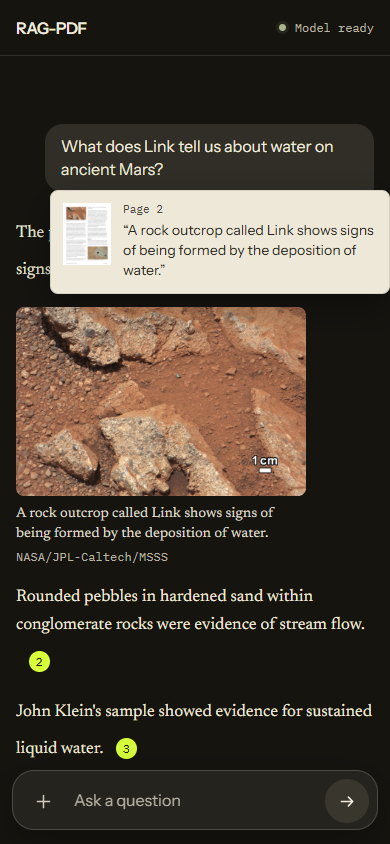 RAG-PDF
Model ready
What does Link tell us about water on
ancient Mars?
Page 2
“A rock outcrop called Link shows signs
of being formed by the deposition of
water.”
The
signs
1 cm
A rock outcrop called Link shows signs of
being formed by the deposition of water.
NASA/JPL-Caltech/MSSS
Rounded pebbles in hardened sand within
conglomerate rocks were evidence of stream flow.
2
John Klein's sample showed evidence for sustained
liquid water. 3
+ Ask a question →